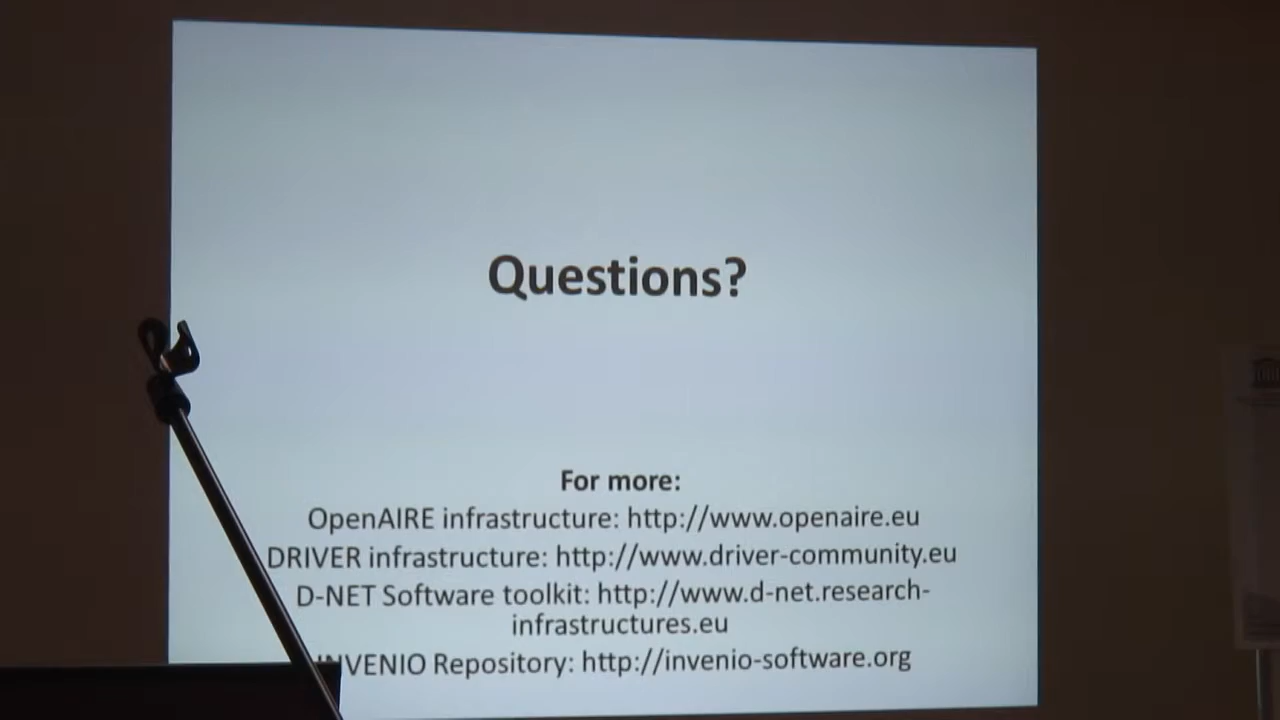 Questions?
For more:
OpenAIRE infrastructure: http://www.openaire.eu
DRIVER infrastructure: http://www.driver-community.eu
D-NET Software toolkit: http://www.d-net.research-
infrastructures.eu
INVENIO Repository: http://invenio-software.org